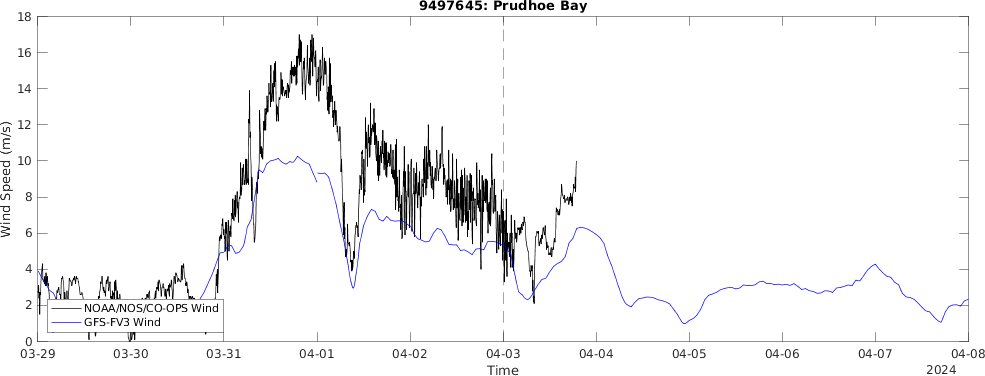 9497645: Prudhoe Bay
18
16
14
12
10
8
6
4
2
0
Wind Speed (m/s)
NOAA/NOS/CO-OPS Wind
GFS-FV3 Wind
03-29 03-30 03-31 04-01 04-02 04-03 04-04 04-05 04-06 04-07 04-08
Time
2024